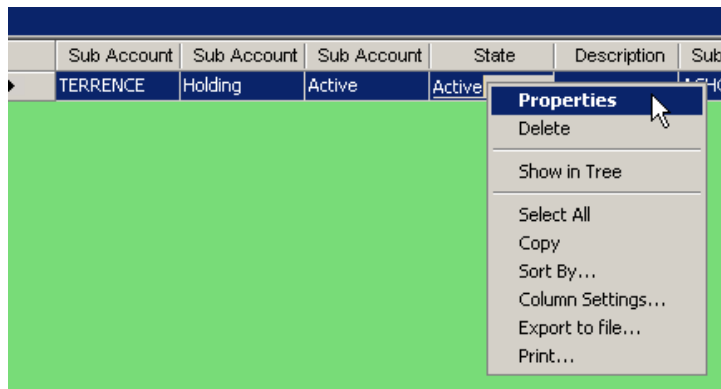 Sub Account Sub Account Sub Account State Description Sub
TERRENCE Holding Active Active
Properties
Delete
Show in Tree
Select All
Copy
Sort By...
Column Settings...
Export to file...
Print...